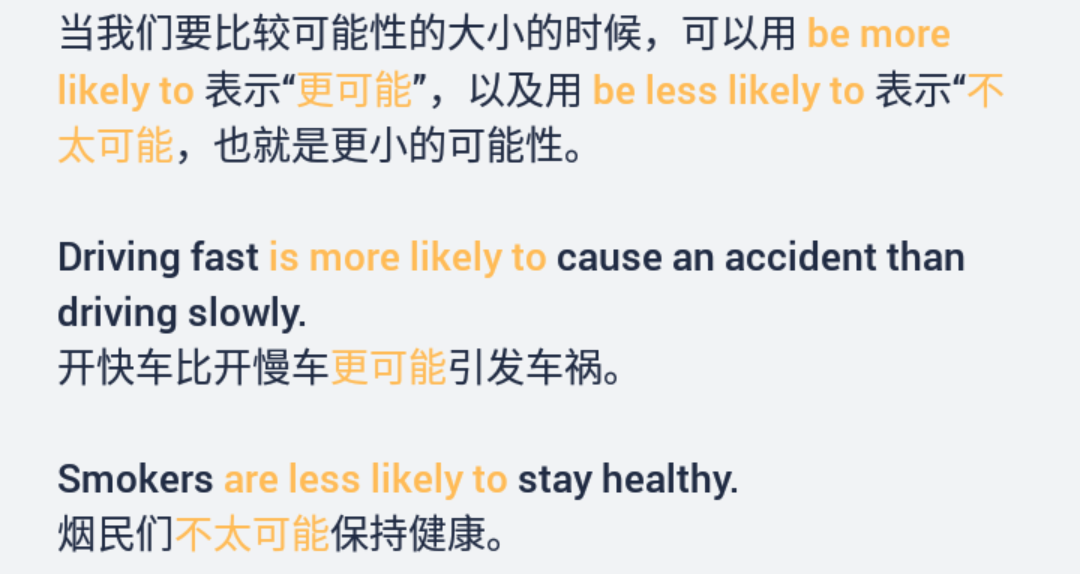 当我们要比较可能性的大小的时候，可以用 be more
likely to 表示“更可能”，以及用 be less likely to 表示“不
太可能，也就是更小的可能性。
Driving fast is more likely to cause an accident than
driving slowly.
开快车比开慢车更可能引发车祸。
Smokers are less likely to stay healthy.
烟民们不太可能保持健康。